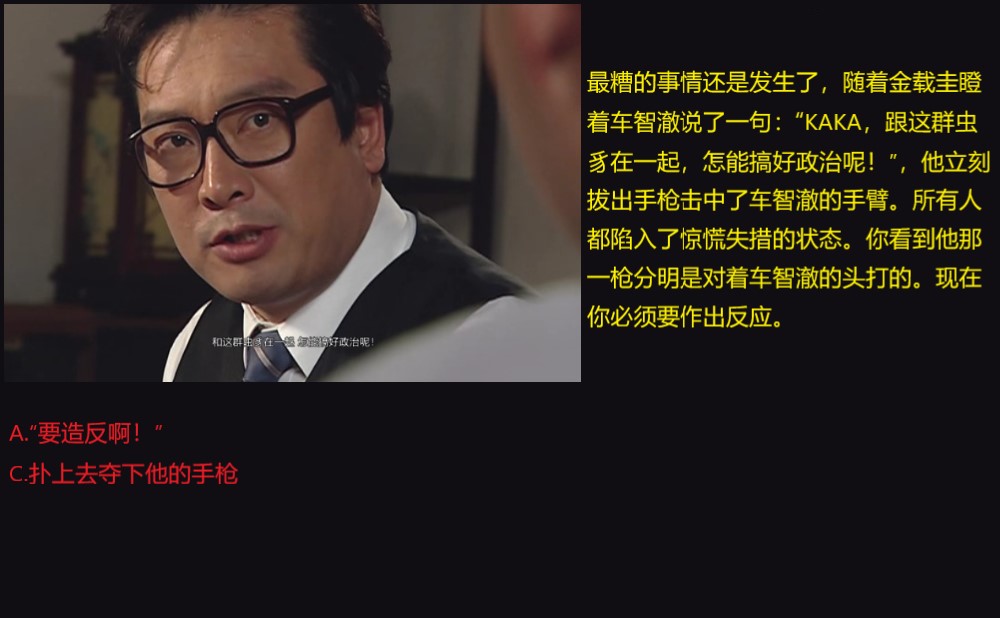 最糟的事情还是发生了，随着金载圭瞪
着车智澈说了一句：“KAKA，跟这群虫
豸在一起，怎能搞好政治呢！”，他立刻
拔出手枪击中了车智澈的手臂。所有人
都陷入了惊慌失措的状态。你看到他那
一枪分明是对着车智澈的头打的。现在
你必须要作出反应。
和这群虫豸在一起 怎能搞好政治呢！
A.“要造反啊！”
C.扑上去夺下他的手枪